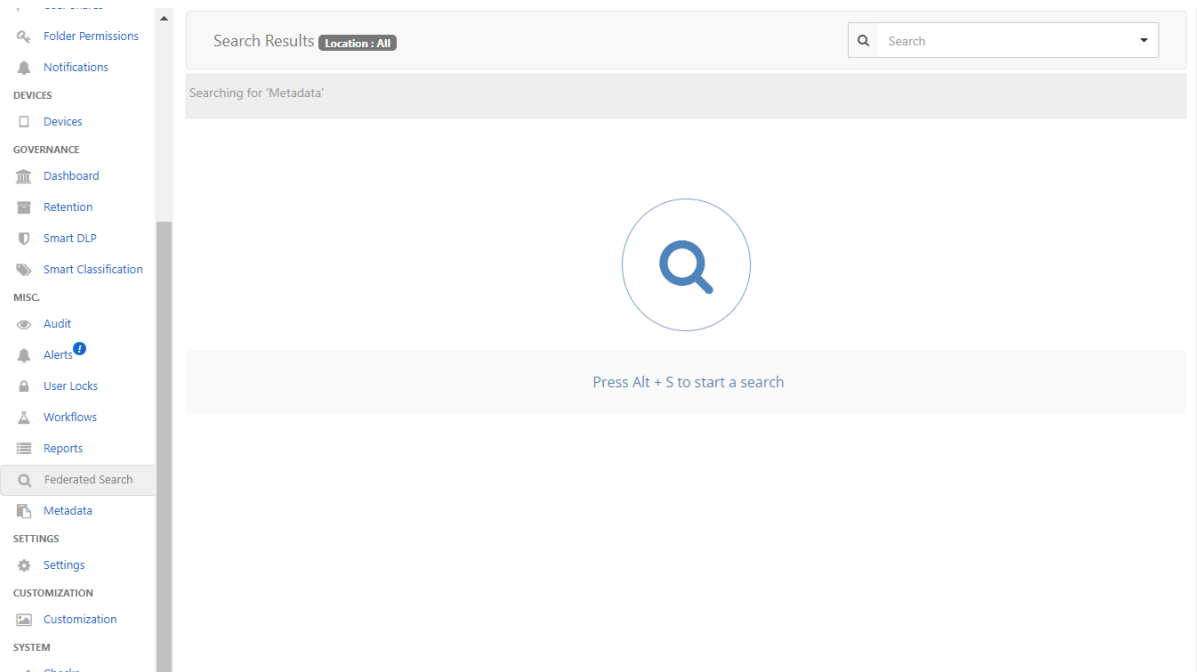 Folder Permissions
Notifications
DEVICES
Devices
GOVERNANCE
Dashboard
Retention
Smart DLP
Smart Classification
MISC.
Audit
Alerts
User Locks
Workflows
Reports
Federated Search
Metadata
SETTINGS
Settings
CUSTOMIZATION
Customization
SYSTEM
Search Results Location : All
Search
Searching for 'Metadata'
Press Alt + S to start a search